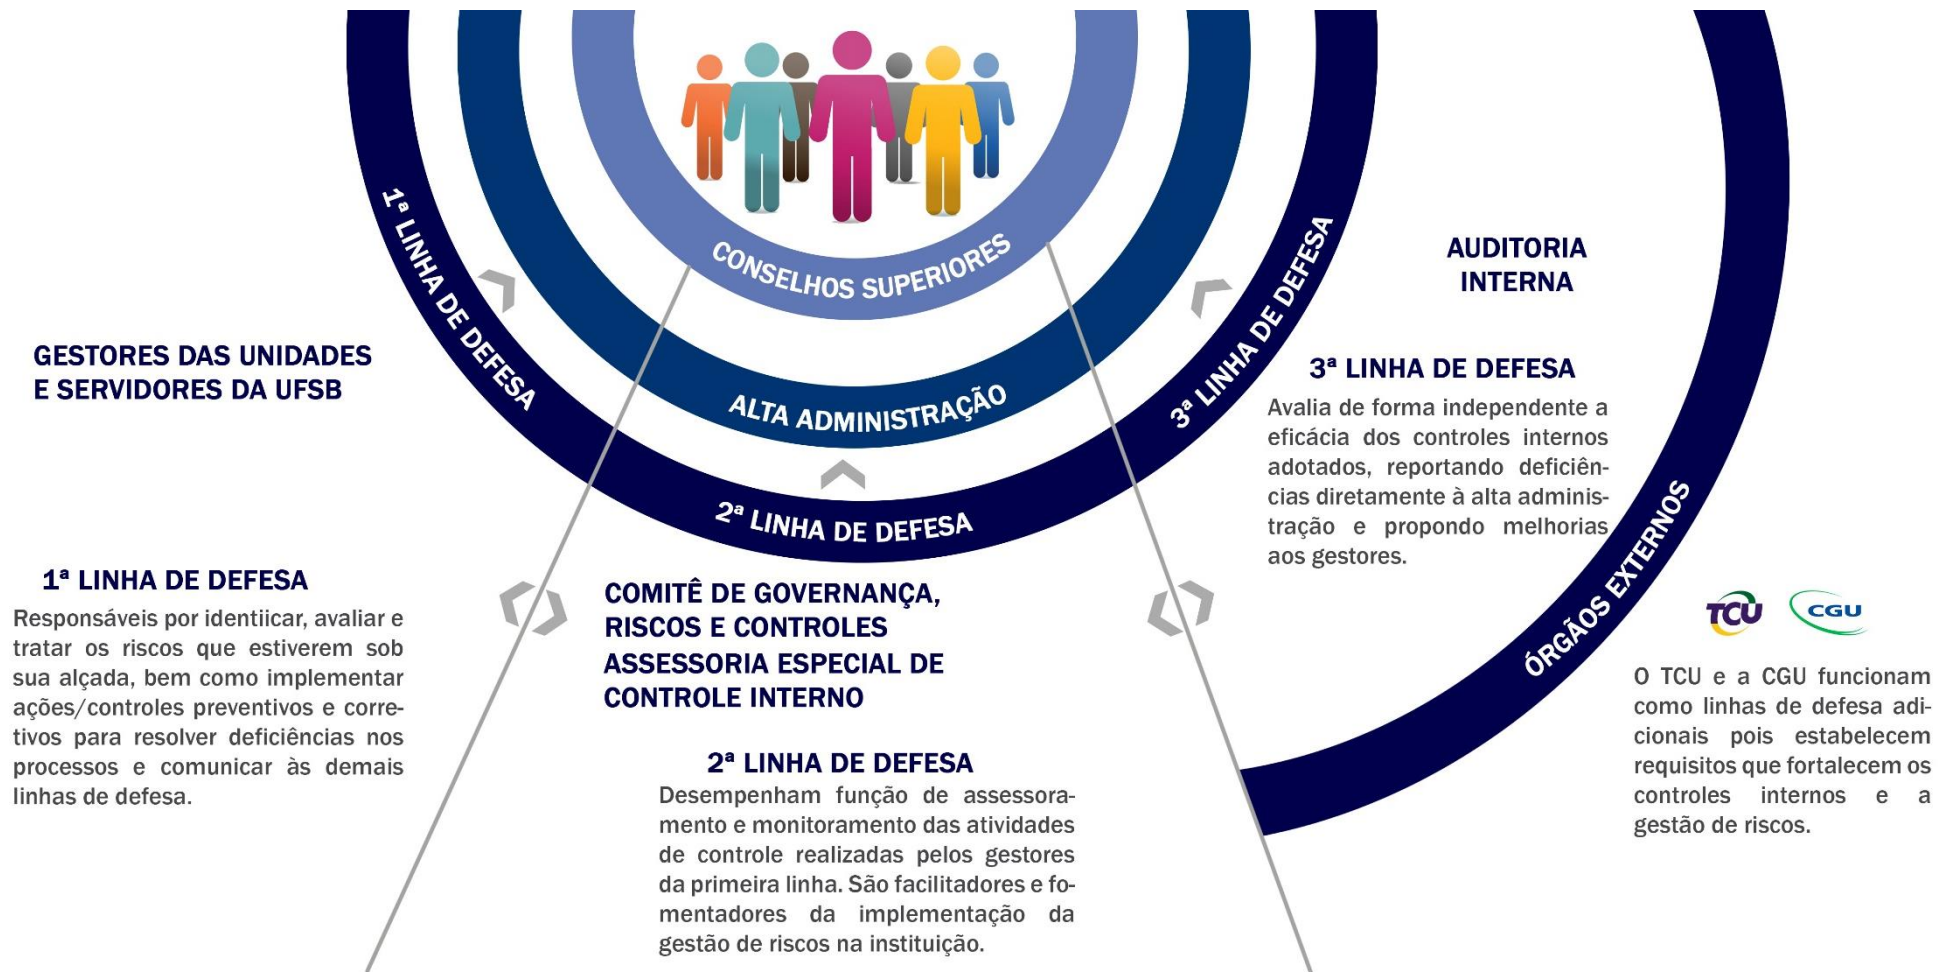 CONSELHOS SUPERIORES
ALTA ADMINISTRAÇÃO
1ª LINHA DE DEFESA
2ª LINHA DE DEFESA
3ª LINHA DE DEFESA
ÓRGÃOS EXTERNOS
GESTORES DAS UNIDADES
E SERVIDORES DA UFSB
1ª LINHA DE DEFESA
Responsáveis por identiicar, avaliar e
tratar os riscos que estiverem sob
sua alçada, bem como implementar
ações/controles preventivos e corre-
tivos para resolver deficiências nos
processos e comunicar às demais
linhas de defesa.
COMITÊ DE GOVERNANÇA,
RISCOS E CONTROLES
ASSESSORIA ESPECIAL DE
CONTROLE INTERNO
2ª LINHA DE DEFESA
Desempenham função de assessora-
mento e monitoramento das atividades
de controle realizadas pelos gestores
da primeira linha. São facilitadores e fo-
mentadores da implementação da
gestão de riscos na instituição.
AUDITORIA
INTERNA
3ª LINHA DE DEFESA
Avalia de forma independente a
eficácia dos controles internos
adotados, reportando deficiên-
cias diretamente à alta adminis-
tração e propondo melhorias
aos gestores.
TCU CGU
O TCU e a CGU funcionam
como linhas de defesa adi-
cionais pois estabelecem
requisitos que fortalecem os
controles internos e a
gestão de riscos.